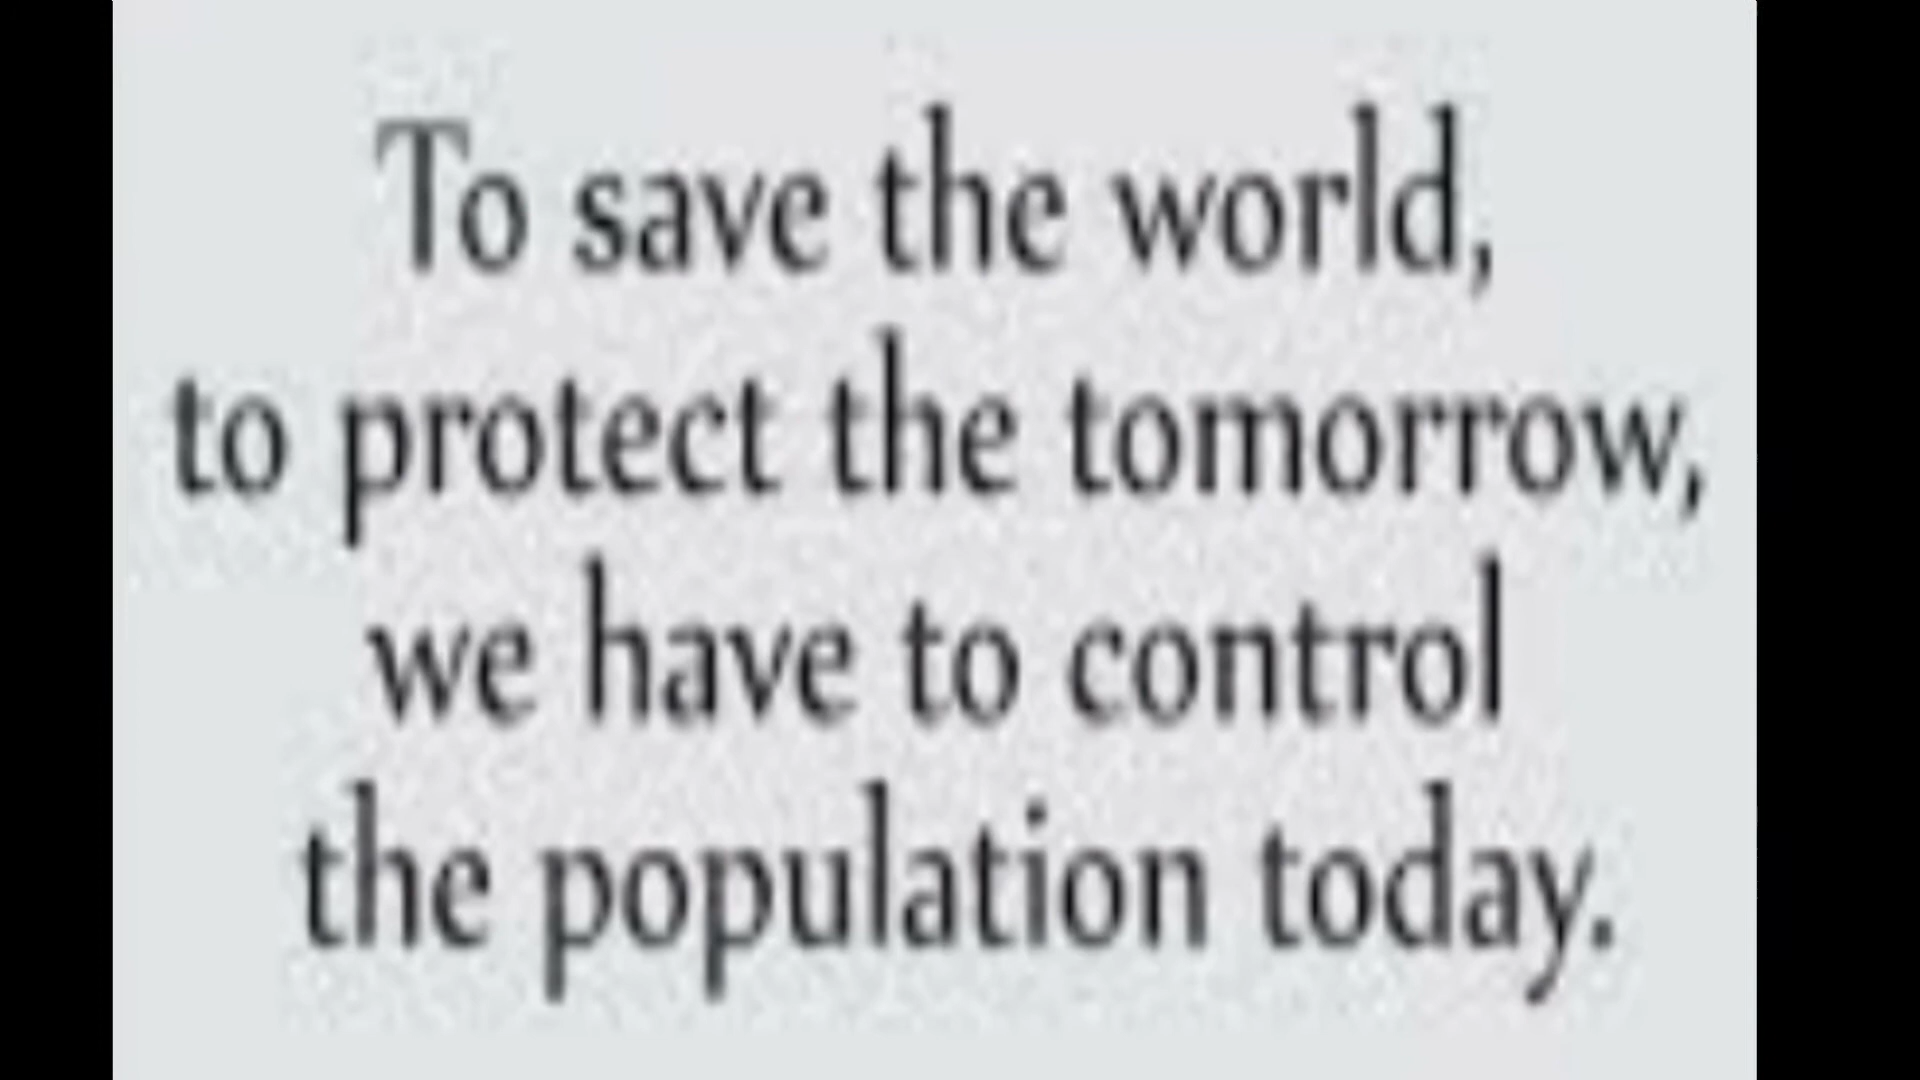 To save the world,
to protect the tomorrow,
we have to control
the population today.